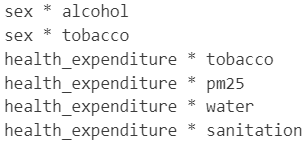 sex * alcohol
sex * tobacco
health_expenditure * tobacco
health_expenditure * pm25
health_expenditure * water
health_expenditure * sanitation